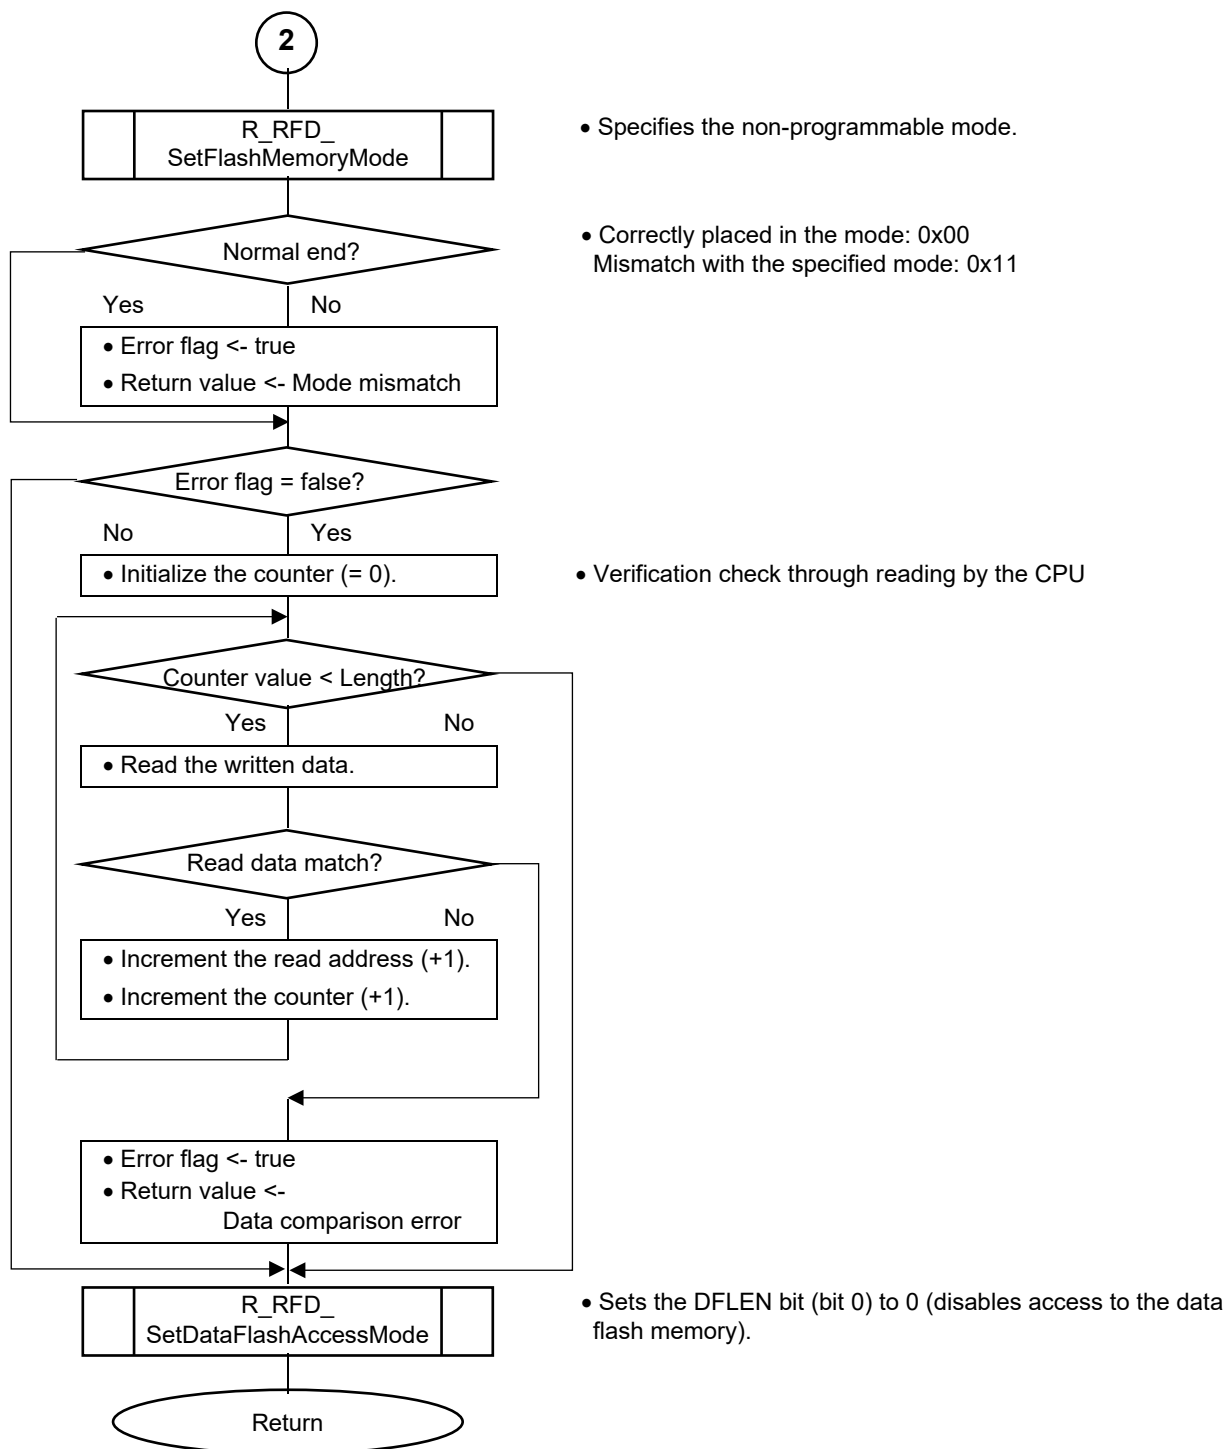 2
R_RFD_
SetFlashMemoryMode
• Specifies the non-programmable mode.
Normal end?
• Correctly placed in the mode: 0x00
Mismatch with the specified mode: 0x11
Yes No
• Error flag <- true
• Return value <- Mode mismatch
Error flag = false?
No Yes
• Initialize the counter (= 0).
• Verification check through reading by the CPU
Counter value < Length?
Yes No
• Read the written data.
Read data match?
Yes No
• Increment the read address (+1).
• Increment the counter (+1).
• Error flag <- true
• Return value <-
Data comparison error
R_RFD_
SetDataFlashAccessMode
• Sets the DFLEN bit (bit 0) to 0 (disables access to the data
flash memory).
Return